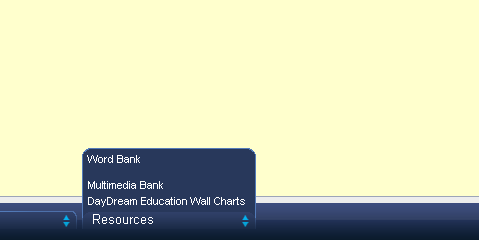 Word Bank
Multimedia Bank
DayDream Education Wall Charts
Resources